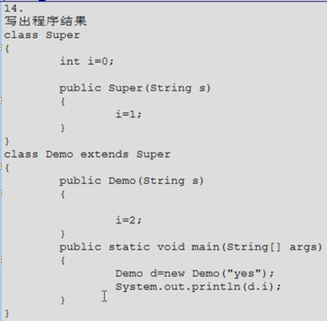 14.
写出程序结果
class Super
{
int i=0;
public Super(String s)
{
i=1;
}
}
class Demo extends Super
{
public Demo(String s)
{
i=2;
}
public static void main(String[] args)
{
Demo d=new Demo("yes");
System.out.println(d.i);
}
}